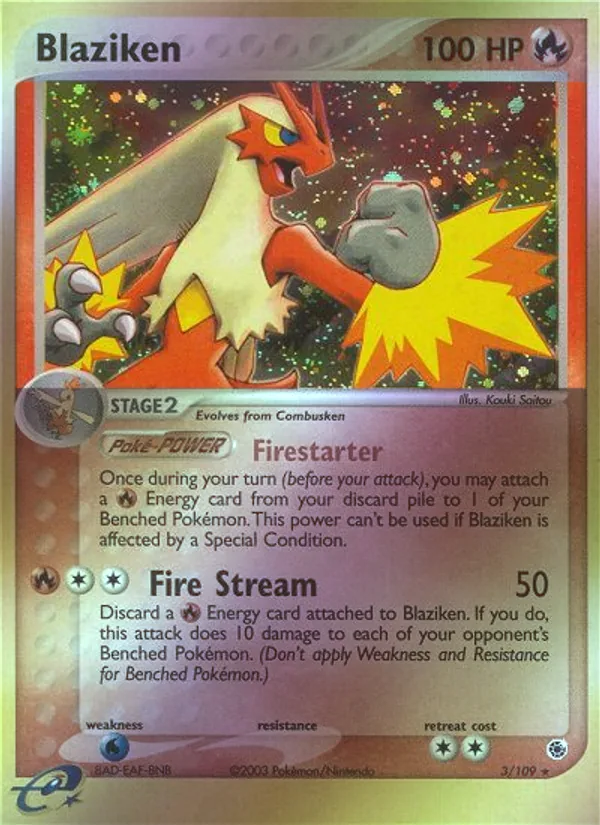 Blaziken 100 HP
Illus. Kouki Saitou
STAGE2
Evolves from Combusken
Poké-POWER Firestarter
Once during your turn (before your attack), you may attach
a Energy card from your discard pile to 1 of your
Benched Pokémon. This power can't be used if Blaziken is
affected by a Special Condition.
Fire Stream 50
Discard a Energy card attached to Blaziken. If you do,
this attack does 10 damage to each of your opponent's
Benched Pokémon. (Don't apply Weakness and Resistance
for Benched Pokémon.)
weakness resistance retreat cost
8AD-EAF-8NB ©2003 Pokémon/Nintendo 3/109 ★
e